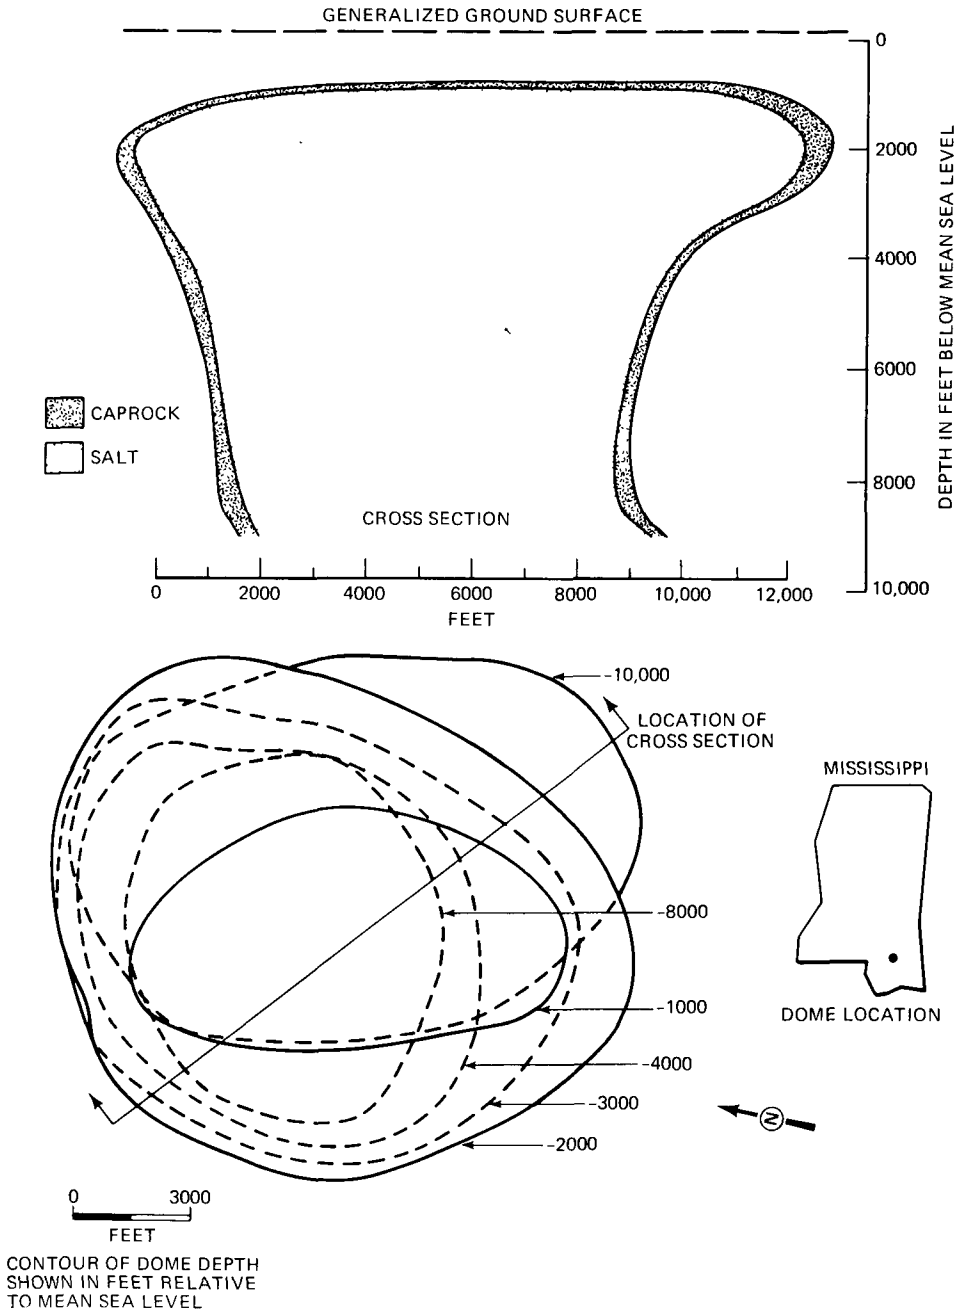 GENERALIZED GROUND SURFACE
0
2000
4000
6000
8000
10,000
DEPTH IN FEET BELOW MEAN SEA LEVEL
CAPROCK
SALT
CROSS SECTION
0 2000 4000 6000 8000 10,000 12,000
FEET
-10,000
LOCATION OF
CROSS SECTION
MISSISSIPPI
-8000
-1000
DOME LOCATION
-4000
-3000
N
-2000
0 3000
FEET
CONTOUR OF DOME DEPTH
SHOWN IN FEET RELATIVE
TO MEAN SEA LEVEL